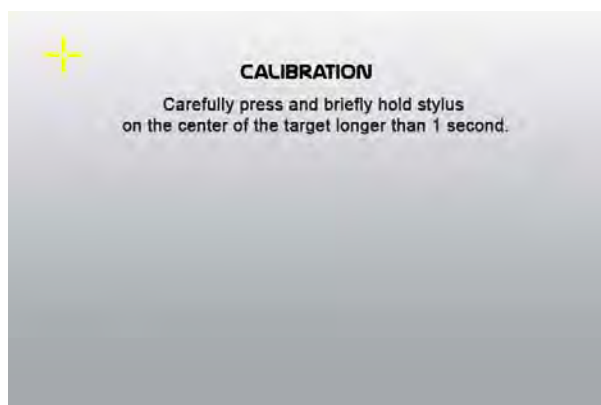 CALIBRATION
Carefully press and briefly hold stylus
on the center of the target longer than 1 second.